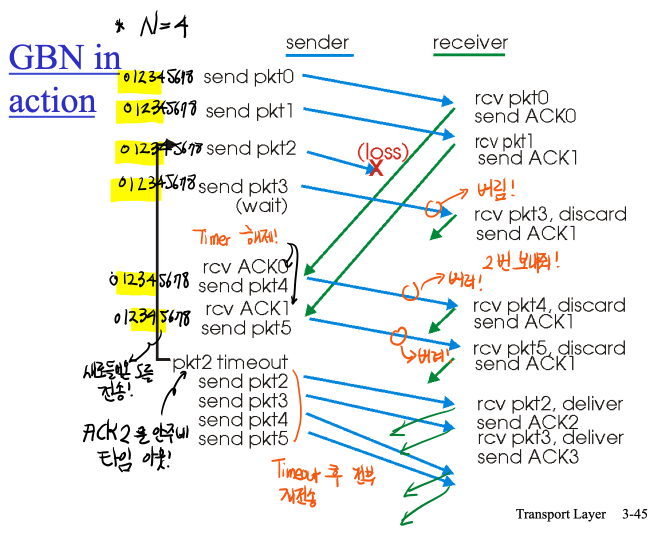 * N=4
GBN in
action
sender
receiver
012345678 send pkt0
012345678 send pkt1
012345678 send pkt2
012345678 send pkt3
(wait)
(loss)
X
rcv pkt0
send ACK0
rcv pkt1
send ACK1
버림!
rcv pkt3, discard
send ACK1
Timer 해제!
2번 보내줘!
버려!
rcv ACK0
012345678 send pkt4
rcv ACK1
012345678 send pkt5
rcv pkt4, discard
send ACK1
버려!
rcv pkt5, discard
send ACK1
새로들받은 5를
전송!
pkt2 timeout
send pkt2
send pkt3
send pkt4
send pkt5
ACK2을 안주네
타임 아웃!
rcv pkt2, deliver
send ACK2
rcv pkt3, deliver
send ACK3
Timeout 후 전부
재전송
Transport Layer 3-45